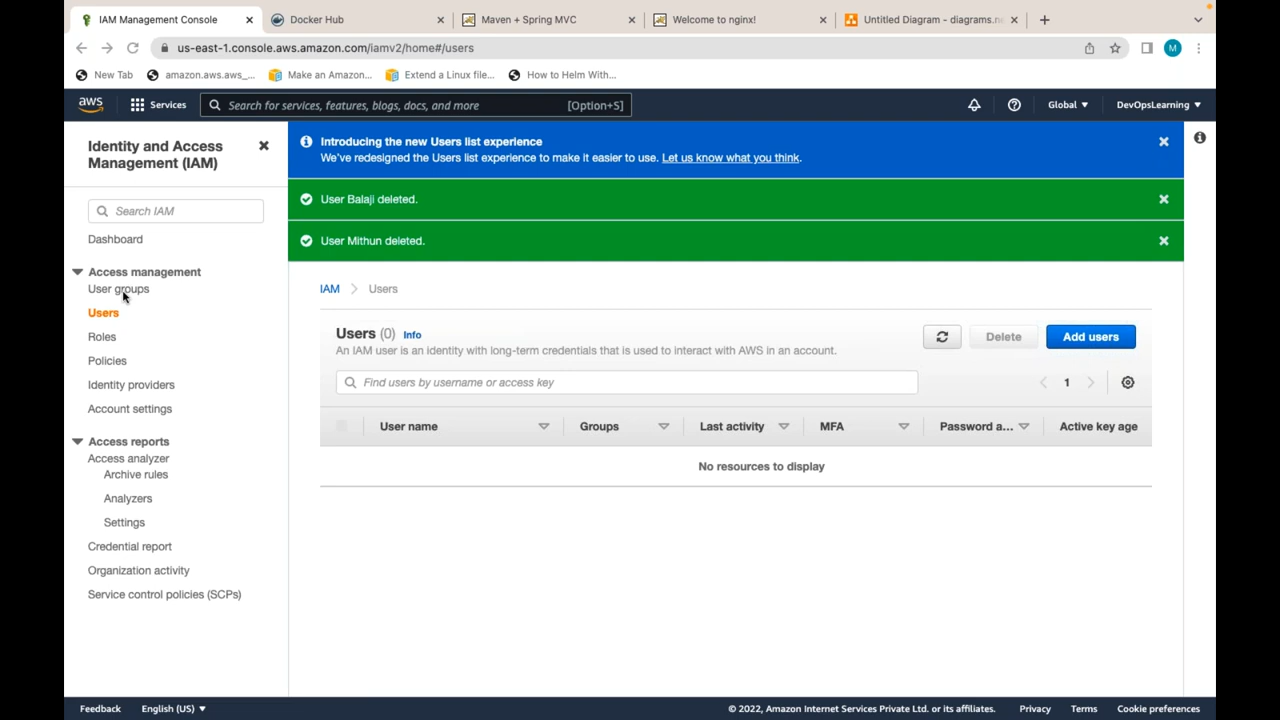 IAM Management Console
Docker Hub
Maven + Spring MVC
Welcome to nginx!
Untitled Diagram - diagrams.ne
us-east-1.console.aws.amazon.com/iamv2/home#/users
M
New Tab
amazon.aws.aws_...
Make an Amazon...
Extend a Linux file...
How to Helm With...
aws
Services
Search for services, features, blogs, docs, and more
[Option+S]
Global
DevOpsLearning
Identity and Access
Management (IAM)
Search IAM
Dashboard
Access management
User groups
Users
Roles
Policies
Identity providers
Account settings
Access reports
Access analyzer
Archive rules
Analyzers
Settings
Credential report
Organization activity
Service control policies (SCPs)
Introducing the new Users list experience
We've redesigned the Users list experience to make it easier to use. Let us know what you think.
User Balaji deleted.
User Mithun deleted.
IAM
Users
Users (0) Info
An IAM user is an identity with long-term credentials that is used to interact with AWS in an account.
Delete
Add users
Find users by username or access key
1
User name
Groups
Last activity
MFA
Password a...
Active key age
No resources to display
Feedback
English (US)
© 2022, Amazon Internet Services Private Ltd. or its affiliates.
Privacy
Terms
Cookie preferences